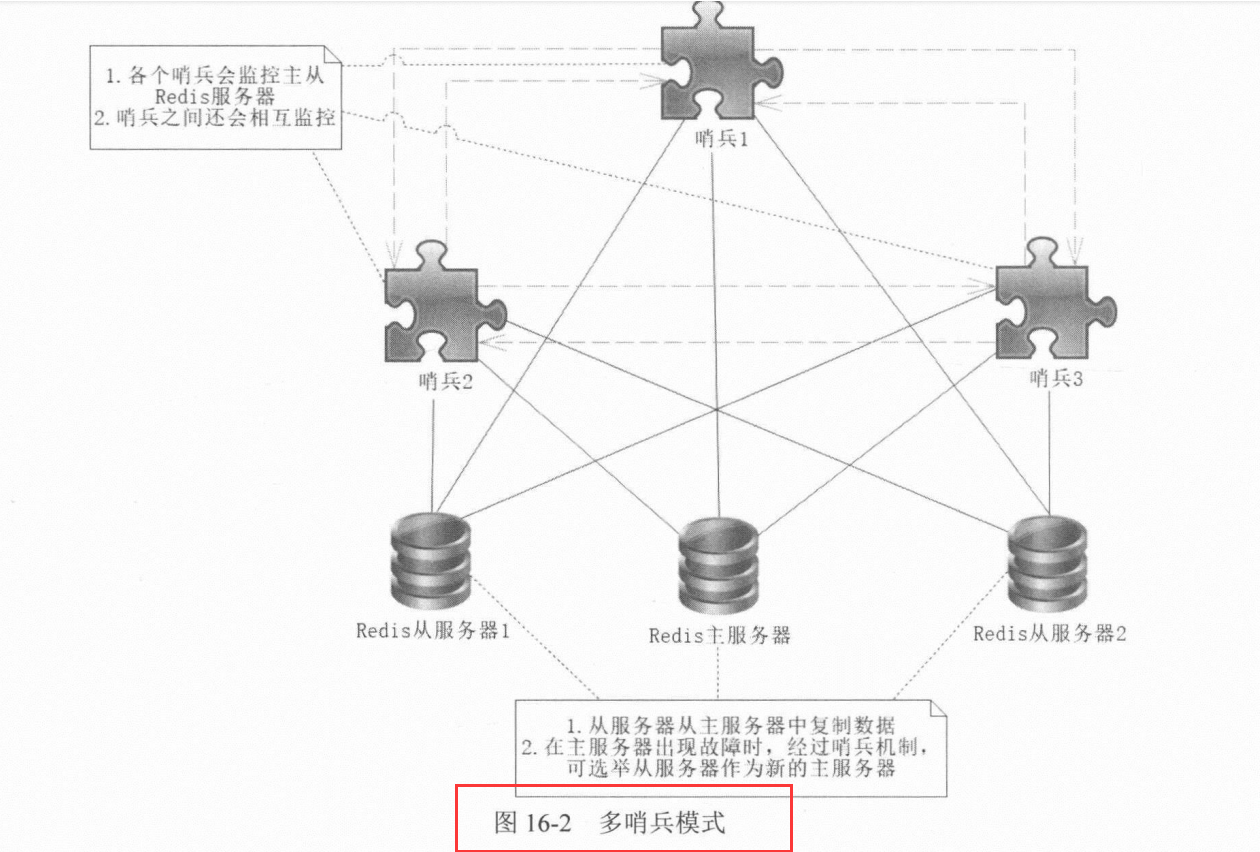 1. 各个哨兵会监控主从
Redis服务器
2. 哨兵之间还会相互监控
哨兵1
哨兵2
哨兵3
Redis从服务器1
Redis主服务器
Redis从服务器2
1. 从服务器从主服务器中复制数据
2. 在主服务器出现故障时，经过哨兵机制，
可选举从服务器作为新的主服务器
图 16-2 多哨兵模式